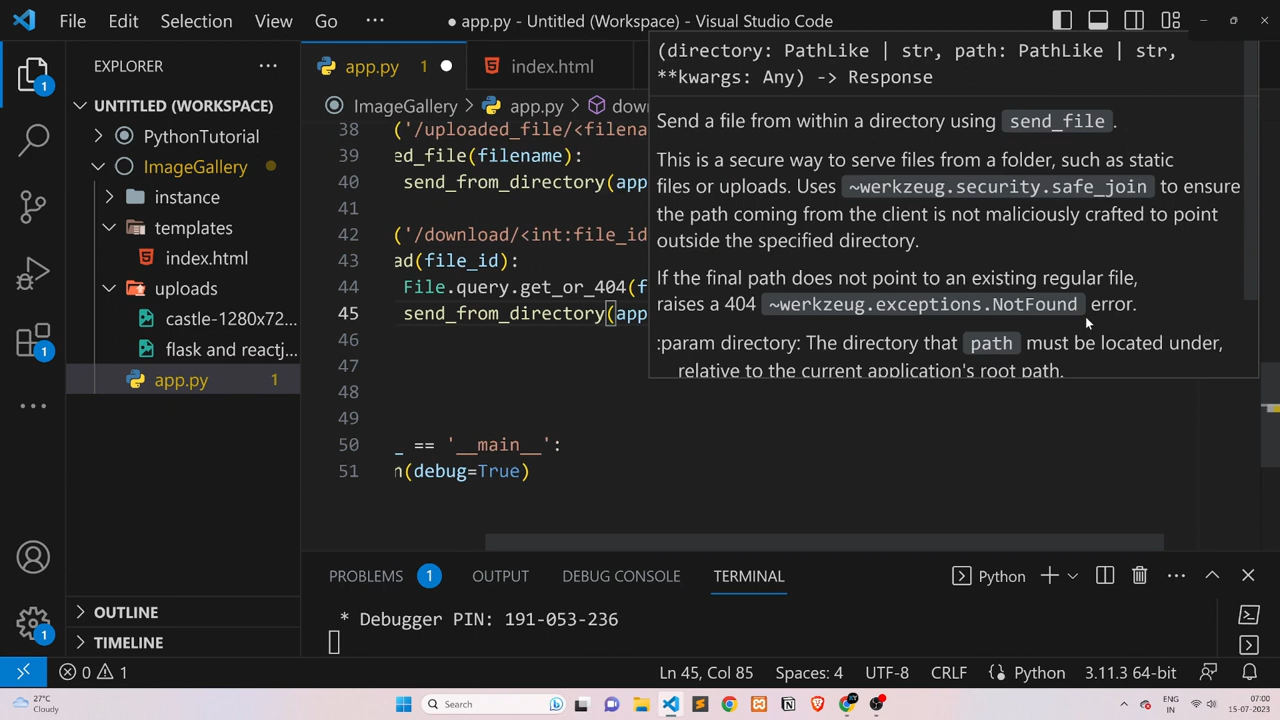 File Edit Selection View Go ··· ● app.py - Untitled (Workspace) - Visual Studio Code
EXPLORER ···
UNTITLED (WORKSPACE)
PythonTutorial
ImageGallery
instance
templates
index.html
uploads
castle-1280x72...
flask and reactj...
app.py 1
OUTLINE
TIMELINE
app.py 1 ● index.html
ImageGallery > app.py >
38 ('/uploaded_file/<filenam
39 ed_file(filename):
40 send_from_directory(app
41
42 ('/download/<int:file_id
43 ad(file_id):
44 File.query.get_or_404(f
45 send_from_directory(app
46
47
48
49
50 _ == '__main__':
51 n(debug=True)
(directory: PathLike | str, path: PathLike | str,
**kwargs: Any) -> Response
Send a file from within a directory using send_file.
This is a secure way to serve files from a folder, such as static
files or uploads. Uses ~werkzeug.security.safe_join to ensure
the path coming from the client is not maliciously crafted to point
outside the specified directory.
If the final path does not point to an existing regular file,
raises a 404 ~werkzeug.exceptions.NotFound error.
:param directory: The directory that path must be located under,
relative to the current application's root path.
PROBLEMS 1 OUTPUT DEBUG CONSOLE TERMINAL Python
* Debugger PIN: 191-053-236
0 1 Ln 45, Col 85 Spaces: 4 UTF-8 CRLF Python 3.11.3 64-bit
27°C
Cloudy
Search
ENG
IN
07:00
15-07-2023
1
1
1